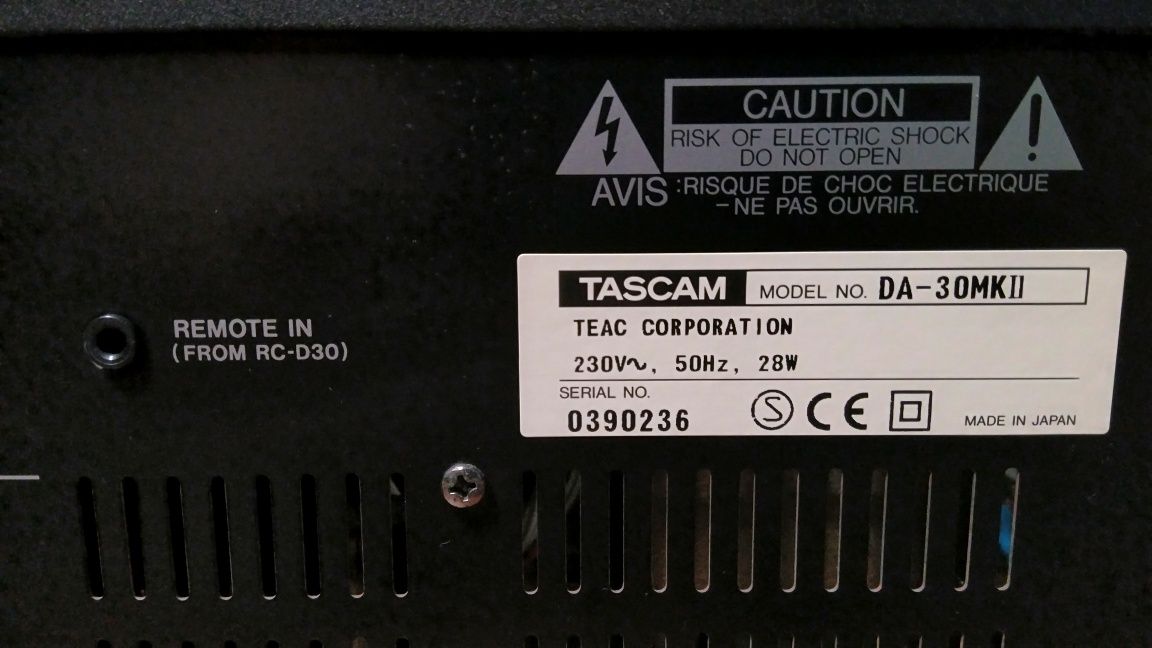 CAUTION
RISK OF ELECTRIC SHOCK
DO NOT OPEN
AVIS :RISQUE DE CHOC ELECTRIQUE
–NE PAS OUVRIR.
REMOTE IN
(FROM RC-D30)
TASCAM MODEL NO. DA-30MKII
TEAC CORPORATION
230V~, 50Hz, 28W
SERIAL NO.
0390236 S CE
MADE IN JAPAN